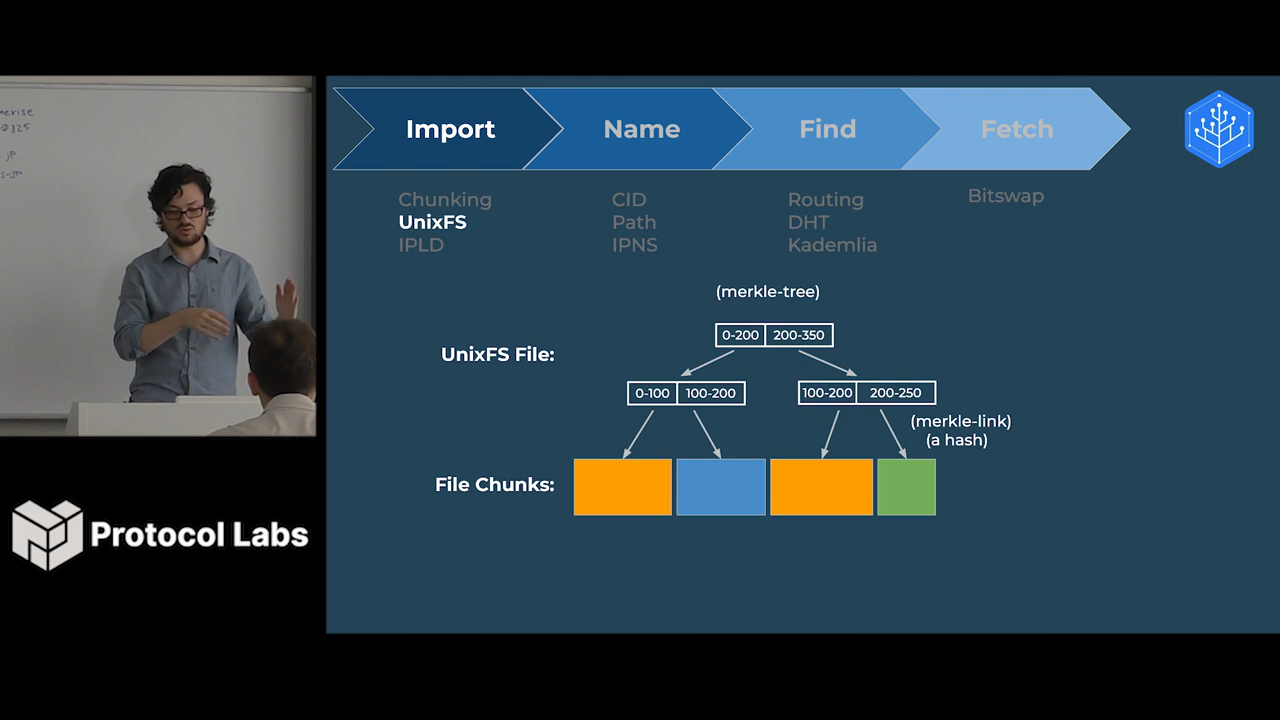 Import
Name
Find
Fetch
Chunking
UnixFS
IPLD
CID
Path
IPNS
Routing
DHT
Kademlia
Bitswap
(merkle-tree)
UnixFS File:
0-200 200-350
0-100 100-200
100-200 200-250
(merkle-link)
(a hash)
File Chunks:
Protocol Labs